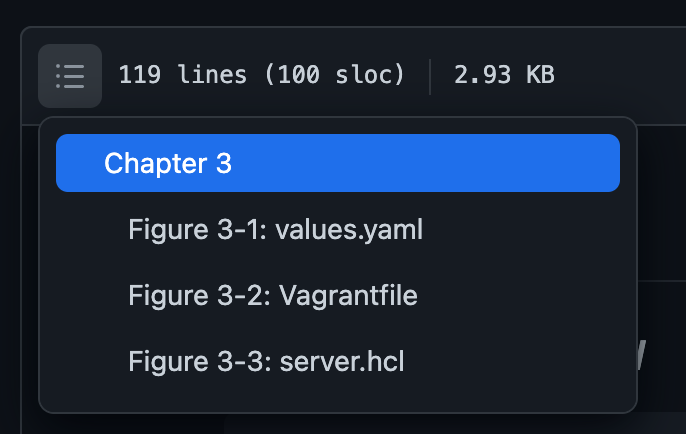 119 lines (100 sloc) 2.93 KB
Chapter 3
Figure 3-1: values.yaml
Figure 3-2: Vagrantfile
Figure 3-3: server.hcl